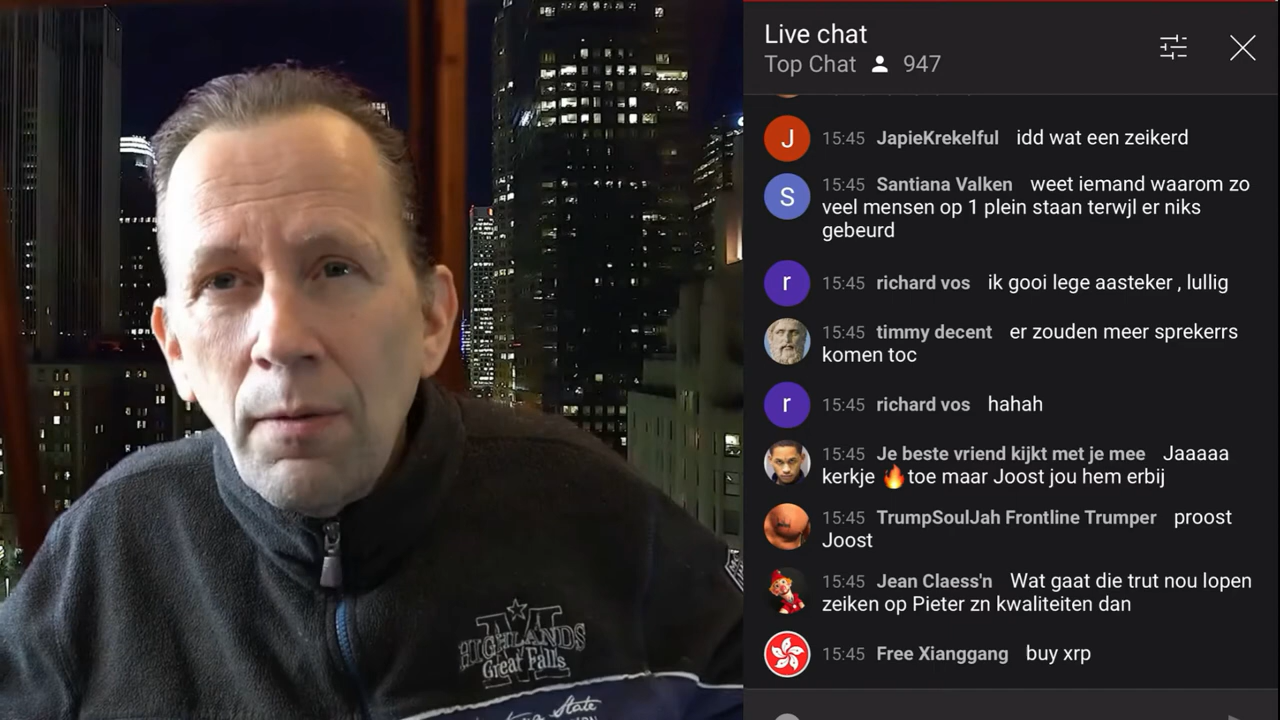 Live chat
Top Chat 947
15:45 JapieKrekelful idd wat een zeikerd
15:45 Santiana Valken weet iemand waarom zo
veel mensen op 1 plein staan terwjl er niks
gebeurd
15:45 richard vos ik gooi lege aasteker , lullig
15:45 timmy decent er zouden meer sprekerrs
komen toc
15:45 richard vos hahah
15:45 Je beste vriend kijkt met je mee Jaaaaa
kerkje 🔥toe maar Joost jou hem erbij
15:45 TrumpSoulJah Frontline Trumper proost
Joost
15:45 Jean Claess'n Wat gaat die trut nou lopen
zeiken op Pieter zn kwaliteiten dan
15:45 Free Xianggang buy xrp
J
S
r
r
M
HIGHLANDS
Great Falls
State